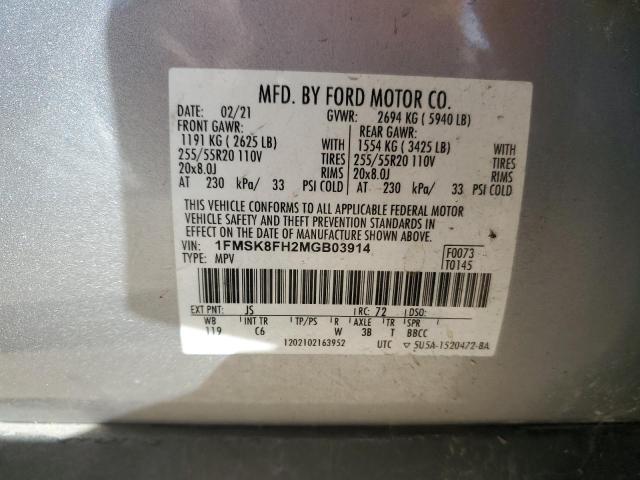 MFD. BY FORD MOTOR CO.
DATE: 02/21 GVWR: 2694 KG ( 5940 LB)
FRONT GAWR: REAR GAWR:
1191 KG ( 2625 LB) WITH 1554 KG ( 3425 LB) WITH
255/55R20 110V TIRES 255/55R20 110V TIRES
20x8.0J RIMS 20x8.0J RIMS
AT 230 kPa/ 33 PSI COLD AT 230 kPa/ 33 PSI COLD
THIS VEHICLE CONFORMS TO ALL APPLICABLE FEDERAL MOTOR
VEHICLE SAFETY AND THEFT PREVENTION STANDARDS IN
EFFECT ON THE DATE OF MANUFACTURE SHOWN ABOVE.
VIN: 1FMSK8FH2MGB03914 F0073
TYPE: MPV T0145
EXT PNT: JS RC: 72 DSO:
WB INT TR TP/PS R AXLE TR SPR
119 C6 W 3B T BBCC
1202102163952 UTC ▽ 5U5A-1520472-BA